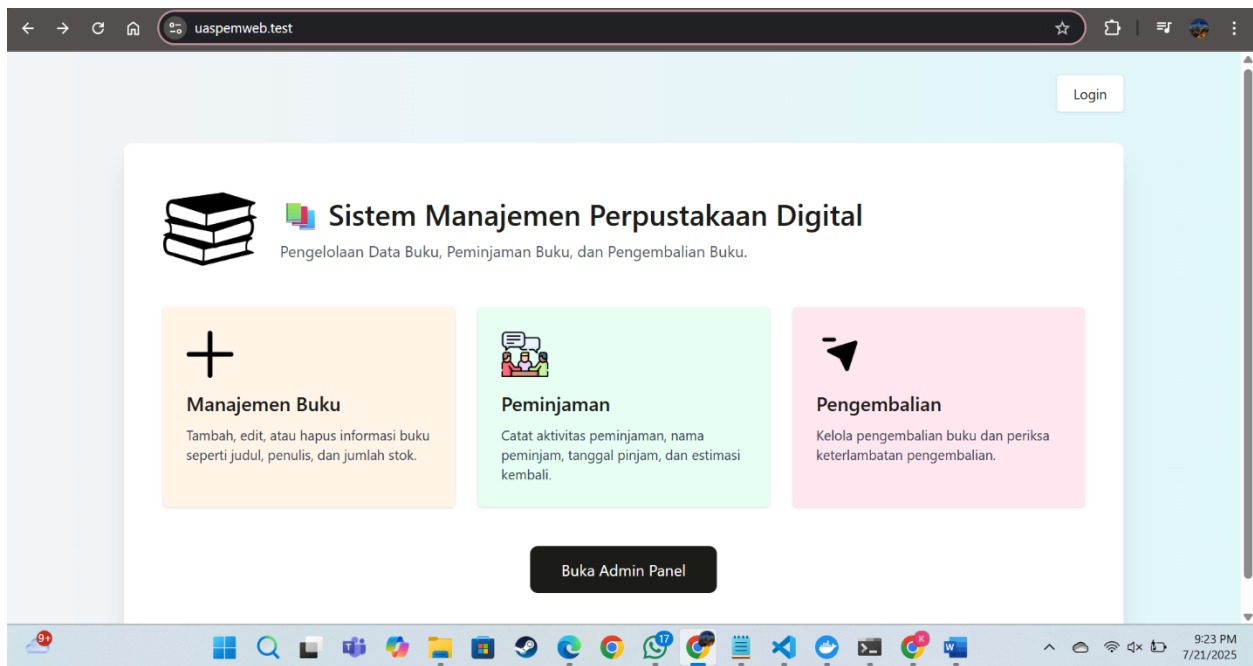 uaspemweb.test
Login
Sistem Manajemen Perpustakaan Digital
Pengelolaan Data Buku, Peminjaman Buku, dan Pengembalian Buku.
Manajemen Buku
Tambah, edit, atau hapus informasi buku
seperti judul, penulis, dan jumlah stok.
Peminjaman
Catat aktivitas peminjaman, nama
peminjam, tanggal pinjam, dan estimasi
kembali.
Pengembalian
Kelola pengembalian buku dan periksa
keterlambatan pengembalian.
Buka Admin Panel
9+
17
K
W
9:23 PM
7/21/2025